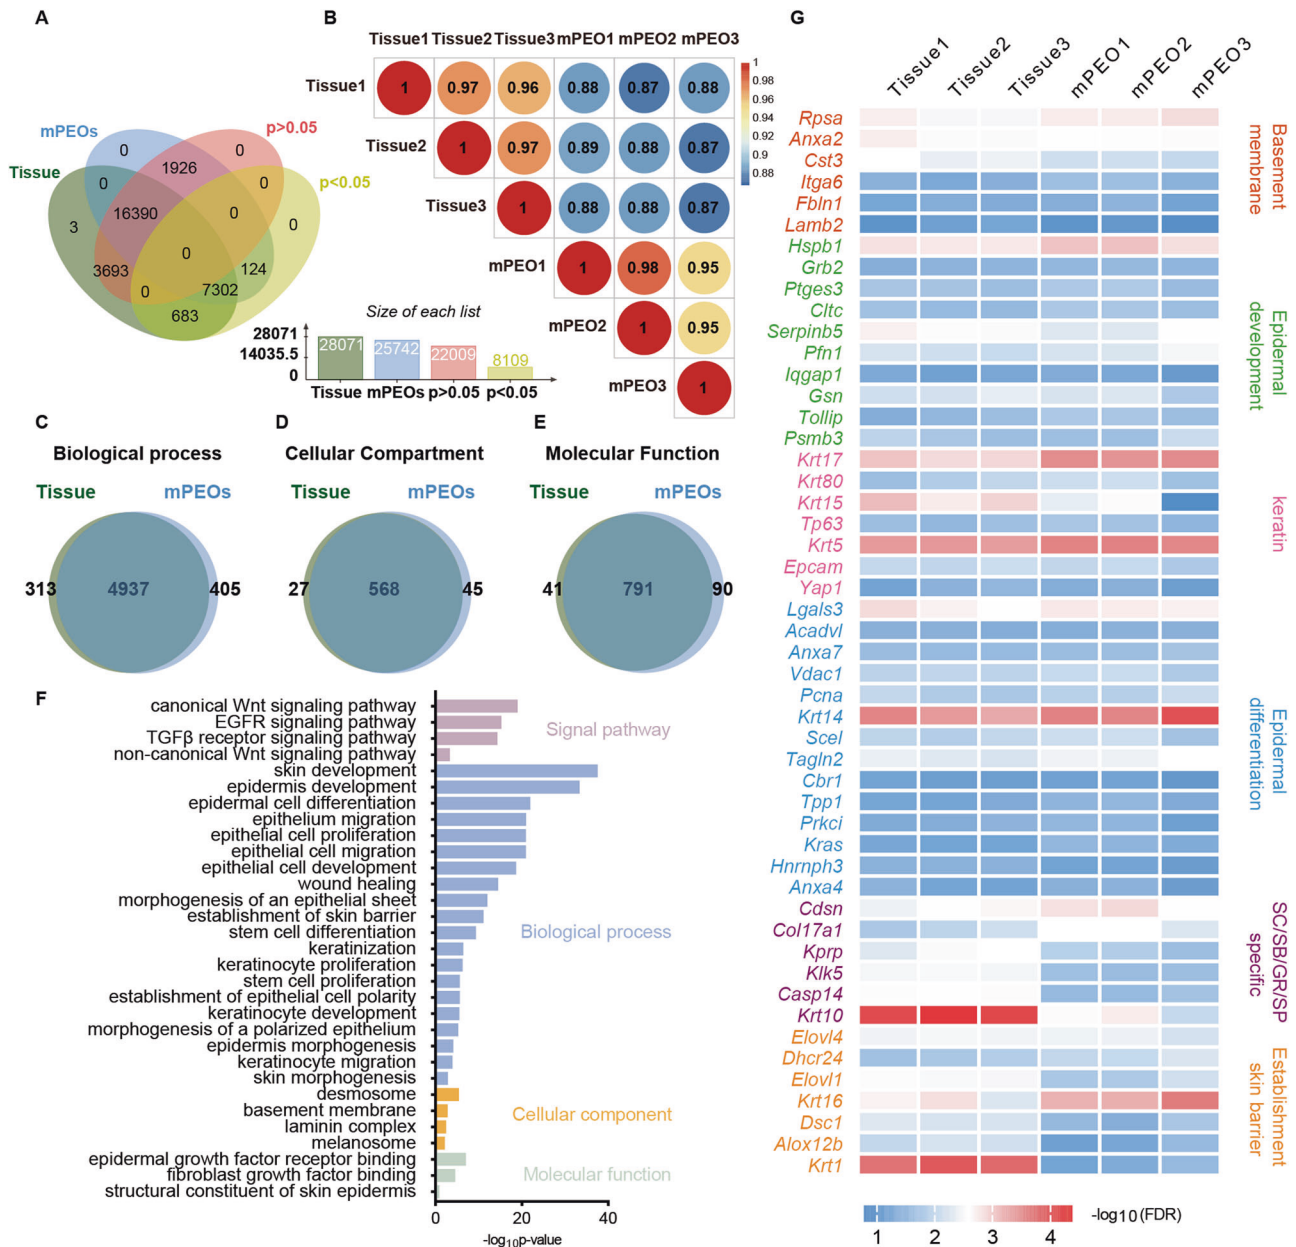 A
mPEOs
p>0.05
Tissue
p<0.05
0
0
1926
0
0
16390
0
0
3
0
3693
124
0
7302
683
Size of each list
28071
14035.5
0
28071
25742
22009
8109
Tissue mPEOs p>0.05 p<0.05
B
Tissue1 Tissue2 Tissue3 mPEO1 mPEO2 mPEO3
Tissue1 1 0.97 0.96 0.88 0.87 0.88
Tissue2 1 0.97 0.89 0.88 0.87
Tissue3 1 0.88 0.88 0.87
mPEO1 1 0.98 0.95
mPEO2 1 0.95
mPEO3 1
1
0.98
0.96
0.94
0.92
0.9
0.88
C
Biological process
Tissue mPEOs
313 4937 405
D
Cellular Compartment
Tissue mPEOs
27 568 45
E
Molecular Function
Tissue mPEOs
41 791 90
F
canonical Wnt signaling pathway
EGFR signaling pathway
TGFβ receptor signaling pathway
non-canonical Wnt signaling pathway
skin development
epidermis development
epidermal cell differentiation
epithelium migration
epithelial cell proliferation
epithelial cell migration
epithelial cell development
wound healing
morphogenesis of an epithelial sheet
establishment of skin barrier
stem cell differentiation
keratinization
keratinocyte proliferation
stem cell proliferation
establishment of epithelial cell polarity
keratinocyte development
morphogenesis of a polarized epithelium
epidermis morphogenesis
keratinocyte migration
skin morphogenesis
desmosome
basement membrane
laminin complex
melanosome
epidermal growth factor receptor binding
fibroblast growth factor binding
structural constituent of skin epidermis
Signal pathway
Biological process
Cellular component
Molecular function
0 20 40
-log10p-value
G
Tissue1
Tissue2
Tissue3
mPEO1
mPEO2
mPEO3
Rpsa
Anxa2
Cst3
Itga6
Fbln1
Lamb2
Hspb1
Grb2
Ptges3
Cltc
Serpinb5
Pfn1
Iqgap1
Gsn
Tollip
Psmb3
Krt17
Krt80
Krt15
Tp63
Krt5
Epcam
Yap1
Lgals3
Acadvl
Anxa7
Vdac1
Pcna
Krt14
Scel
Tagln2
Cbr1
Tpp1
Prkci
Kras
Hnrnph3
Anxa4
Cdsn
Col17a1
Kprp
Klk5
Casp14
Krt10
Elovl4
Dhcr24
Elovl1
Krt16
Dsc1
Alox12b
Krt1
Basement
membrane
Epidermal
development
keratin
Epidermal
differentiation
SC/SB/GR/SP
specific
Establishment
skin barrier
1 2 3 4
-log10 (FDR)